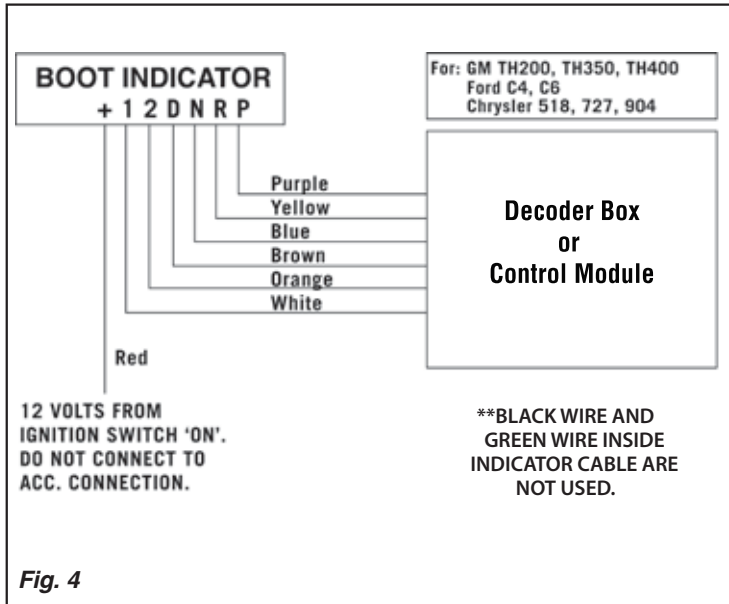 BOOT INDICATOR
+ 1 2 D N R P
For: GM TH200, TH350, TH400
Ford C4, C6
Chrysler 518, 727, 904
Purple
Yellow
Blue
Brown
Orange
White
Decoder Box
or
Control Module
Red
12 VOLTS FROM
IGNITION SWITCH 'ON'.
DO NOT CONNECT TO
ACC. CONNECTION.
**BLACK WIRE AND
GREEN WIRE INSIDE
INDICATOR CABLE ARE
NOT USED.
Fig. 4